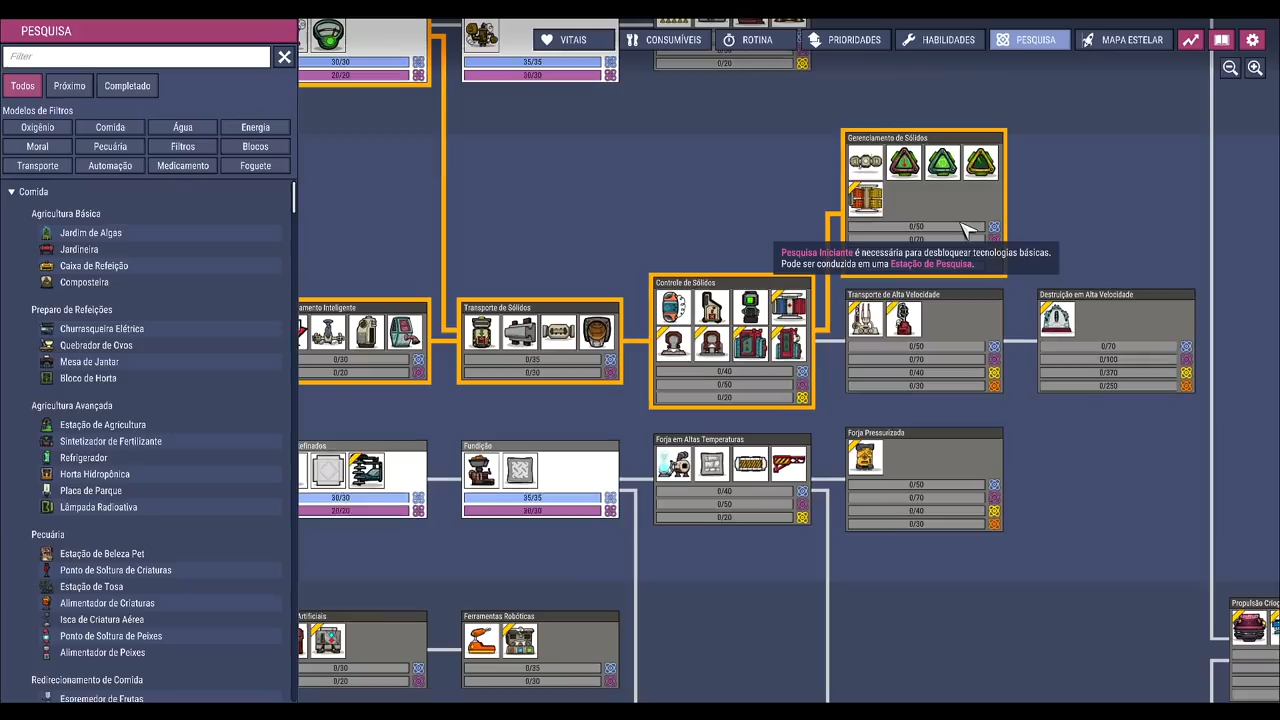 PESQUISA
Filter
Todos
Próximo
Completado
Modelos de Filtros
Oxigênio
Comida
Água
Energia
Moral
Pecuária
Filtros
Blocos
Transporte
Automação
Medicamento
Foguete
Comida
Agricultura Básica
Jardim de Algas
Jardineira
Caixa de Refeição
Composteira
Preparo de Refeições
Churrasqueira Elétrica
Quebrador de Ovos
Mesa de Jantar
Bloco de Horta
Agricultura Avançada
Estação de Agricultura
Sintetizador de Fertilizante
Refrigerador
Horta Hidropônica
Placa de Parque
Lâmpada Radioativa
Pecuária
Estação de Beleza Pet
Ponto de Soltura de Criaturas
Estação de Tosa
Alimentador de Criaturas
Isca de Criatura Aérea
Ponto de Soltura de Peixes
Alimentador de Peixes
Redirecionamento de Comida
Espremedor de Frutas
VITAIS
CONSUMÍVEIS
ROTINA
PRIORIDADES
HABILIDADES
PESQUISA
MAPA ESTELAR
30/30
20/20
35/35
30/30
0/20
Gerenciamento de Sólidos
0/50
0/70
Pesquisa Iniciante é necessária para desbloquear tecnologias básicas.
Pode ser conduzida em uma Estação de Pesquisa.
amento Inteligente
0/30
0/20
Transporte de Sólidos
0/35
0/30
Controle de Sólidos
0/40
0/50
0/20
Transporte de Alta Velocidade
0/50
0/70
0/40
0/30
Destruição em Alta Velocidade
0/70
0/100
0/370
0/250
efinados
30/30
20/20
Fundição
35/35
30/30
Forja em Altas Temperaturas
0/40
0/50
0/20
Forja Pressurizada
0/50
0/70
0/40
0/30
Artificiais
0/30
0/20
Ferramentas Robóticas
0/35
0/30
Propulsão Criog